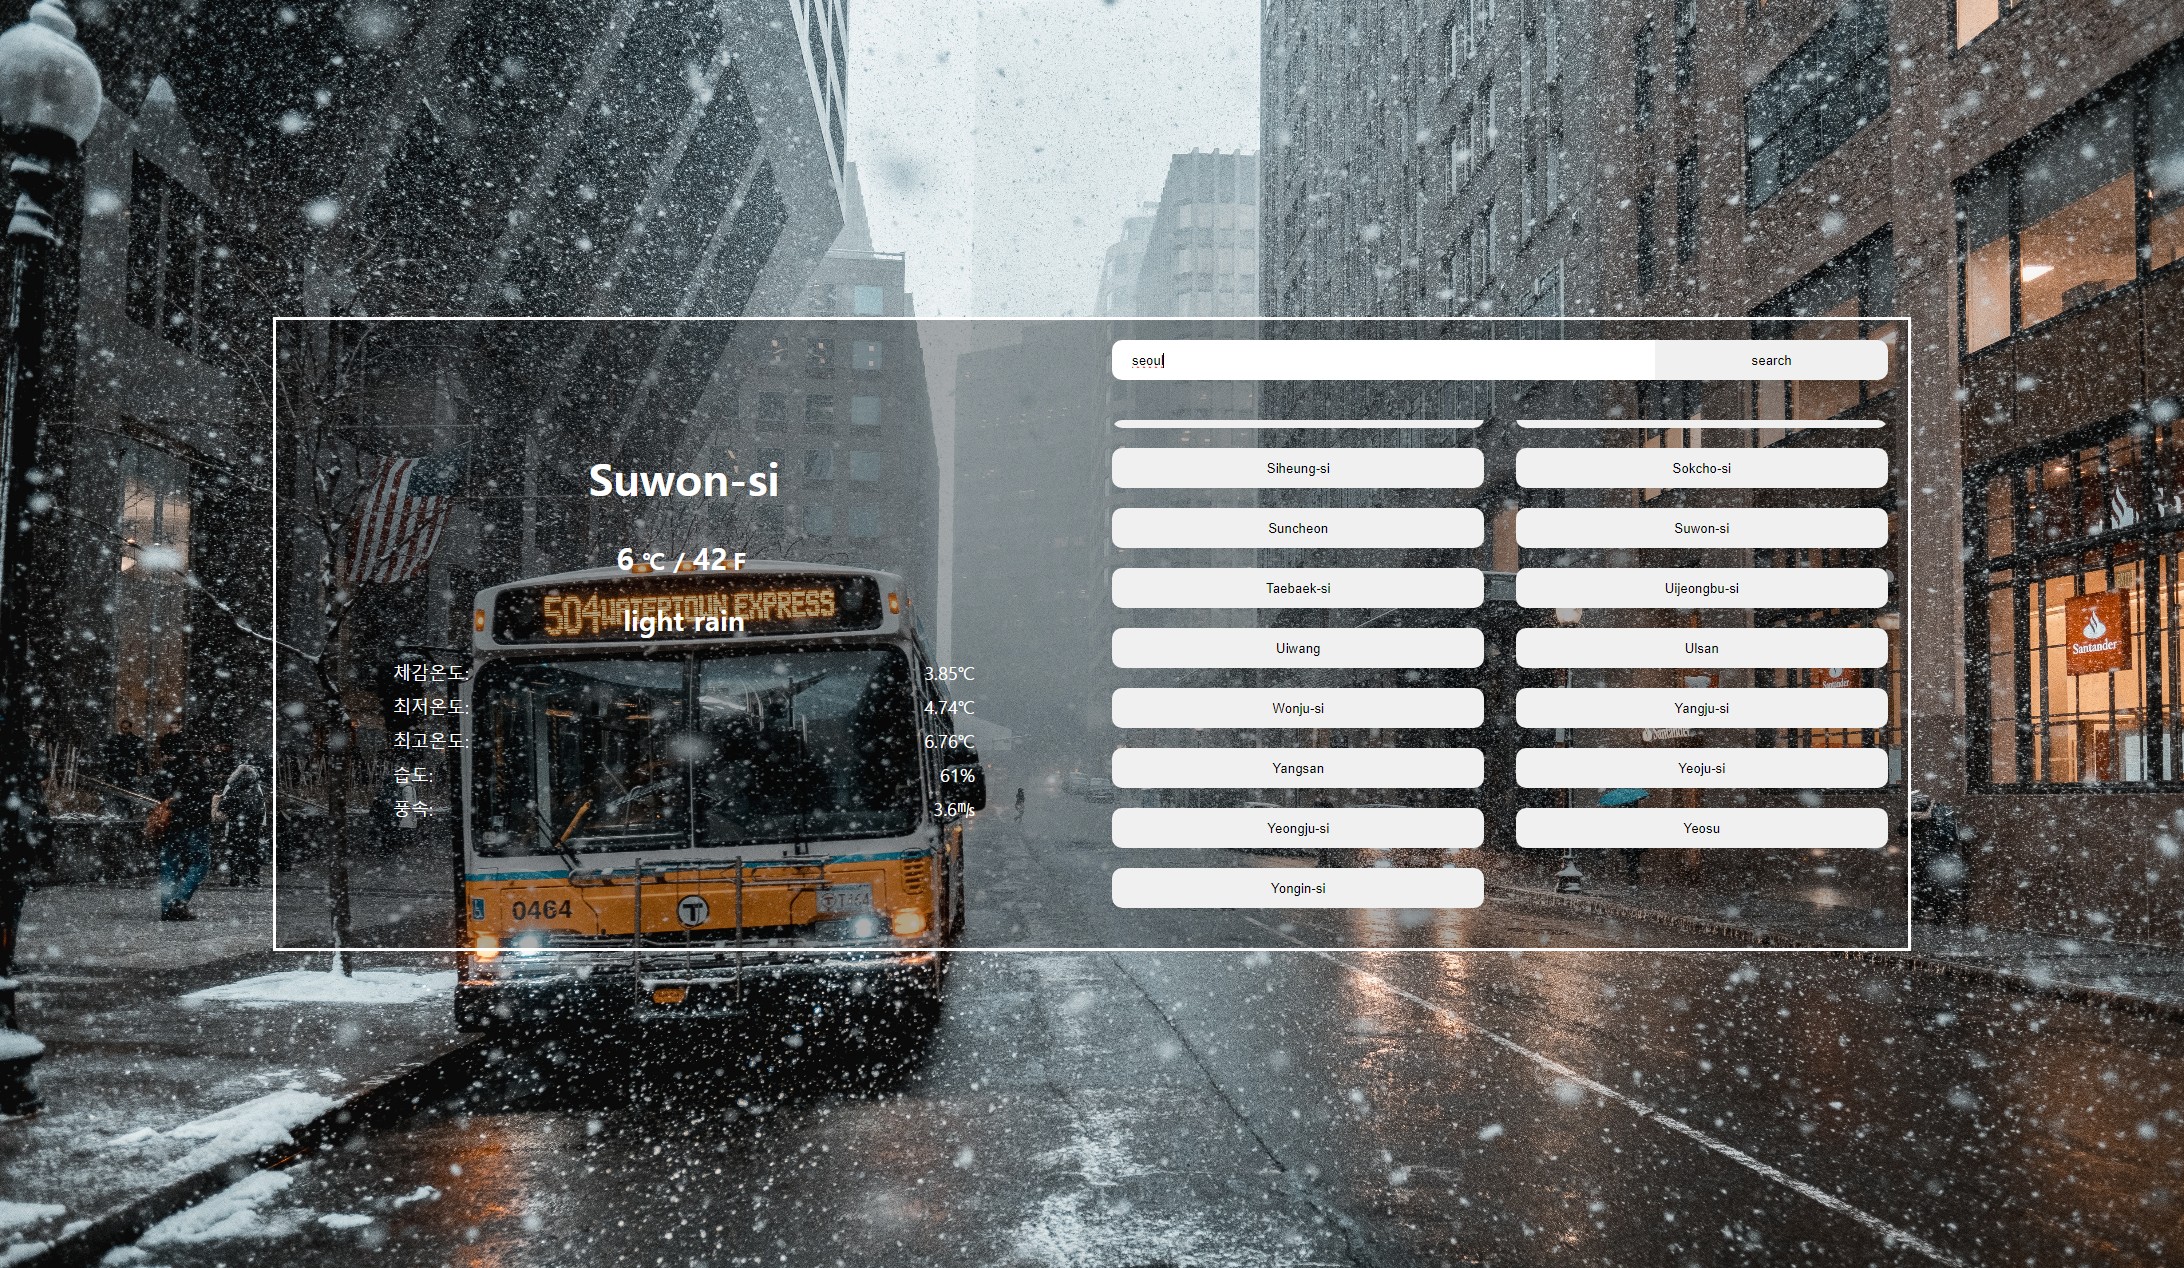 seoul
search
Suwon-si
6 ℃ / 42 F
light rain
체감온도: 3.85℃
최저온도: 4.74℃
최고온도: 6.76℃
습도: 61%
풍속: 3.6㎧
Siheung-si Sokcho-si
Suncheon Suwon-si
Taebaek-si Uijeongbu-si
Uiwang Ulsan
Wonju-si Yangju-si
Yangsan Yeoju-si
Yeongju-si Yeosu
Yongin-si
504 WATERTOWN EXPRESS
0464
T
Santander
Santander
Santander